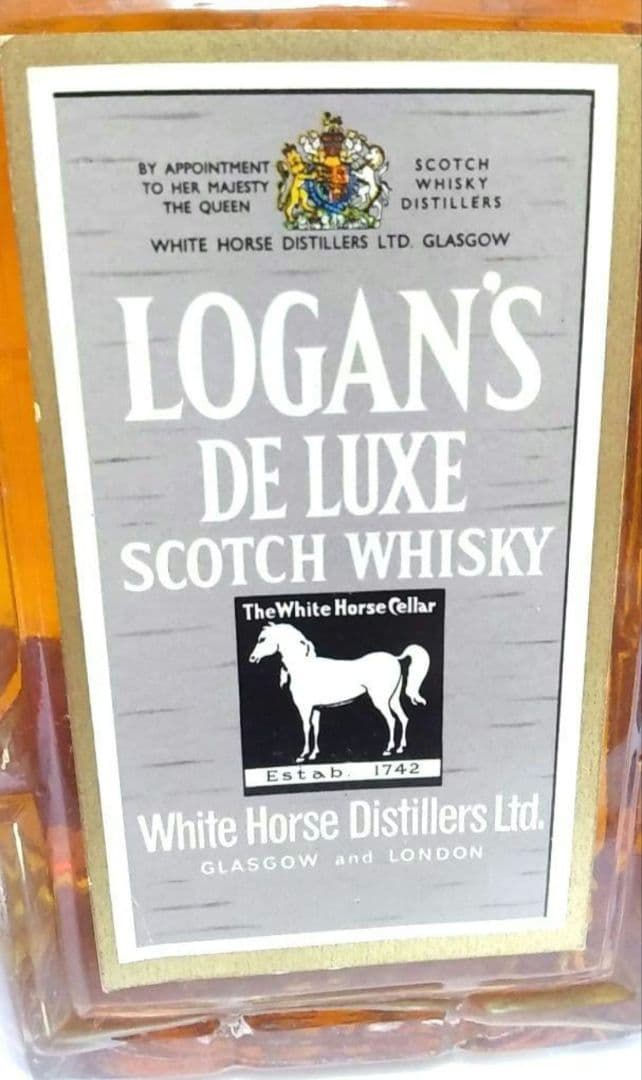 BY APPOINTMENT
TO HER MAJESTY
THE QUEEN
SCOTCH
WHISKY
DISTILLERS
WHITE HORSE DISTILLERS LTD. GLASGOW
LOGAN'S
DE LUXE
SCOTCH WHISKY
The White Horse Cellar
Estab. 1742
White Horse Distillers Ltd.
GLASGOW and LONDON